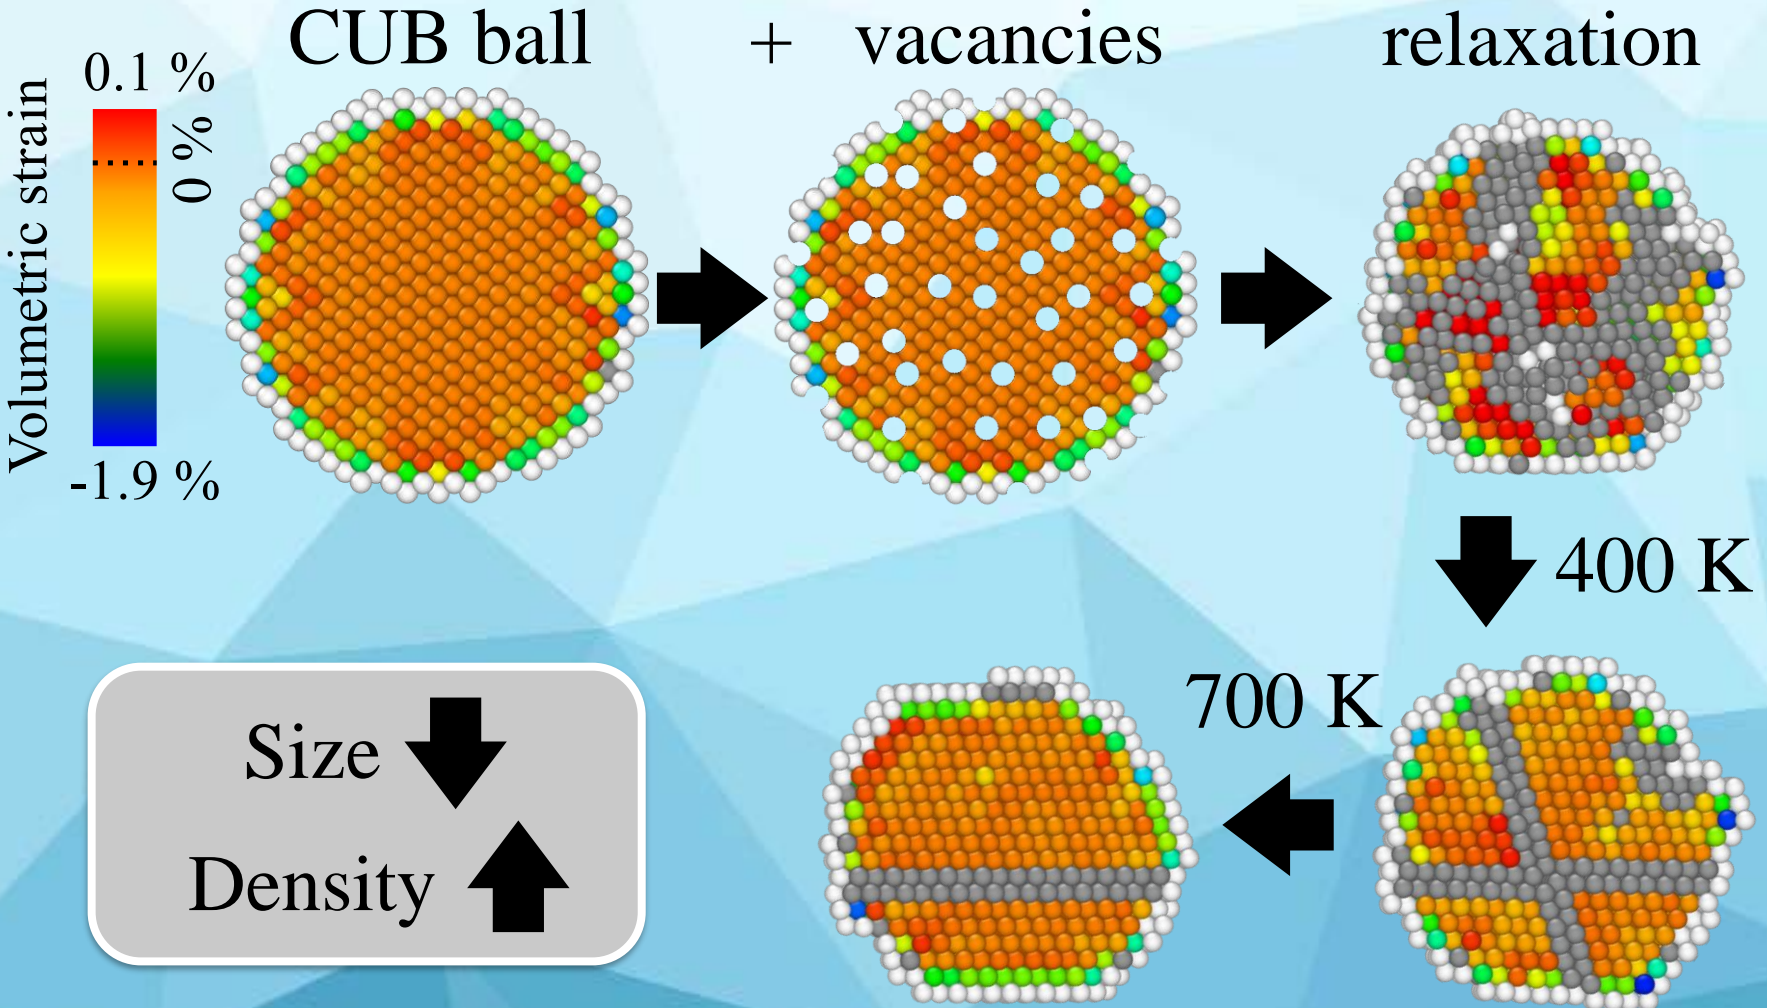 CUB ball + vacancies relaxation
0.1 %
0 %
Volumetric strain
-1.9 %
400 K
700 K
Size
Density